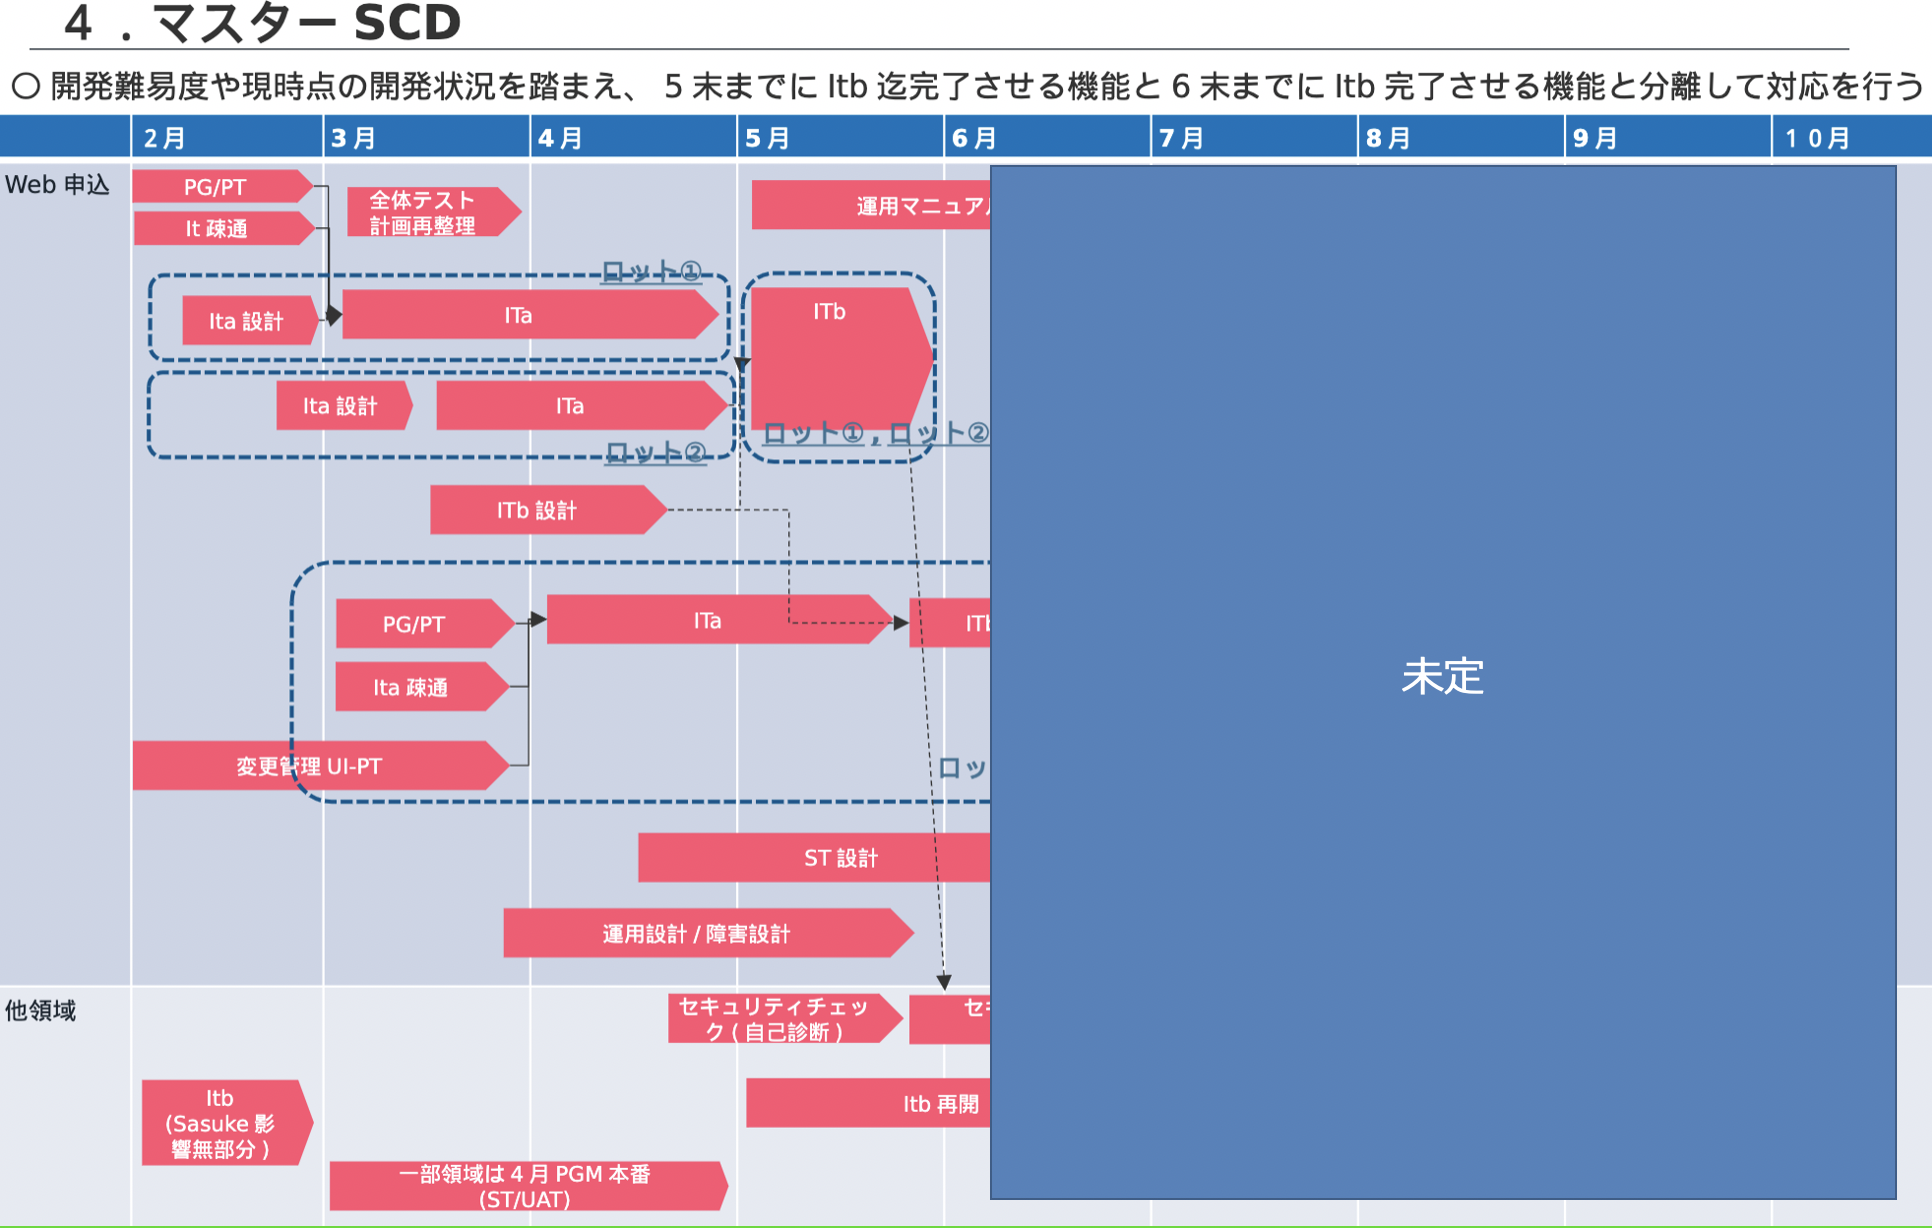 ４．マスター SCD
〇 開発難易度や現時点の開発状況を踏まえ、 5 末までに Itb 迄完了させる機能と 6 末までに Itb 完了させる機能と分離して対応を行う
2月 3月 4月 5月 6月 7月 8月 9月 １０月
Web 申込
PG/PT
It 疎通
全体テスト
計画再整理
運用マニュアル
ロット①
Ita 設計
ITa
ITb
Ita 設計
ITa
ロット①,ロット②
ロット②
ITb 設計
PG/PT
ITa
ITb
Ita 疎通
変更管理 UI-PT
ロッ
未定
ST 設計
運用設計 / 障害設計
他領域
セキュリティチェッ
ク ( 自己診断 )
セキ
Itb
(Sasuke 影
響無部分 )
Itb 再開
一部領域は 4 月 PGM 本番
(ST/UAT)